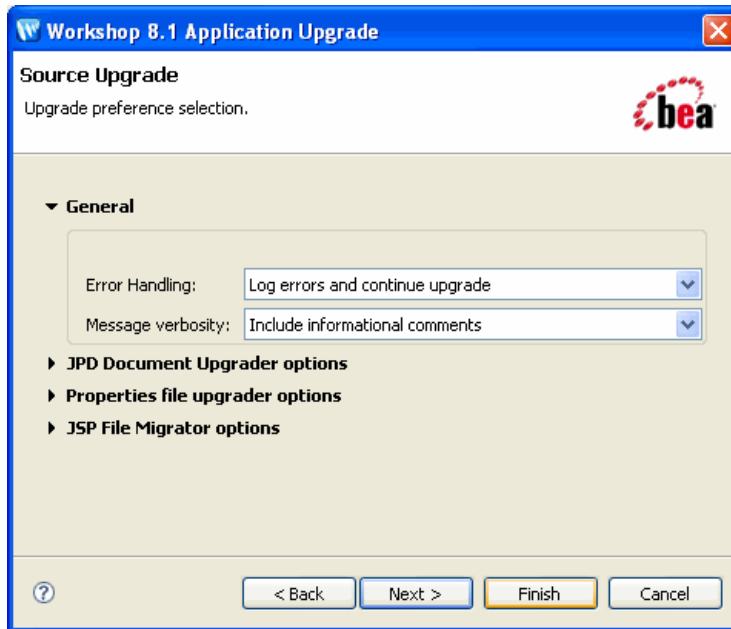 Workshop 8.1 Application Upgrade
Source Upgrade
Upgrade preference selection.
bea
General
Error Handling: Log errors and continue upgrade
Message verbosity: Include informational comments
JPD Document Upgrader options
Properties file upgrader options
JSP File Migrator options
? < Back Next > Finish Cancel